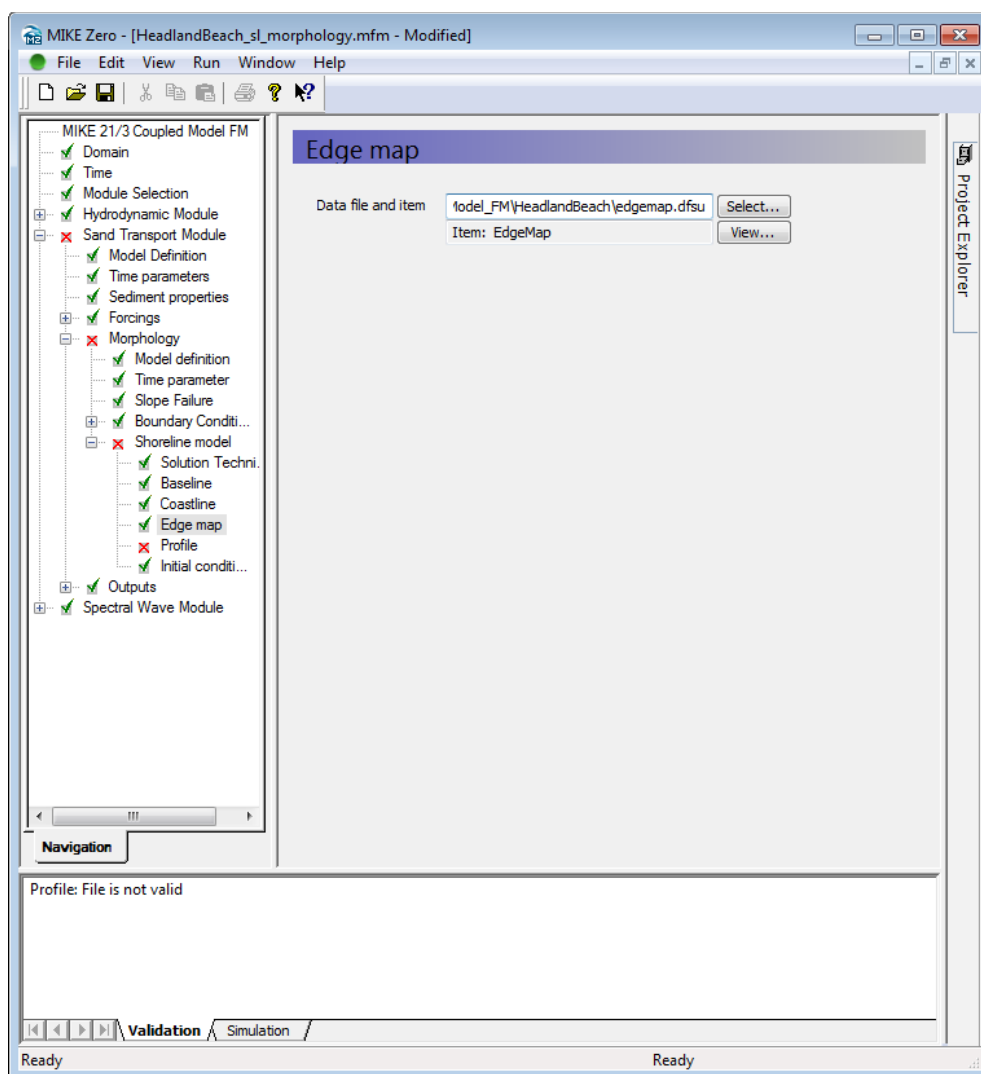 MIKE Zero - [HeadlandBeach_sl_morphology.mfm - Modified]
File Edit View Run Window Help
MIKE 21/3 Coupled Model FM
Domain
Time
Module Selection
Hydrodynamic Module
Sand Transport Module
Model Definition
Time parameters
Sediment properties
Forcings
Morphology
Model definition
Time parameter
Slope Failure
Boundary Conditi...
Shoreline model
Solution Techni.
Baseline
Coastline
Edge map
Profile
Initial conditi...
Outputs
Spectral Wave Module
Navigation
Edge map
Data file and item
Model_FM\HeadlandBeach\edgemap.dfsu
Select...
Item: EdgeMap
View...
Project Explorer
Profile: File is not valid
Validation
Simulation
Ready
Ready